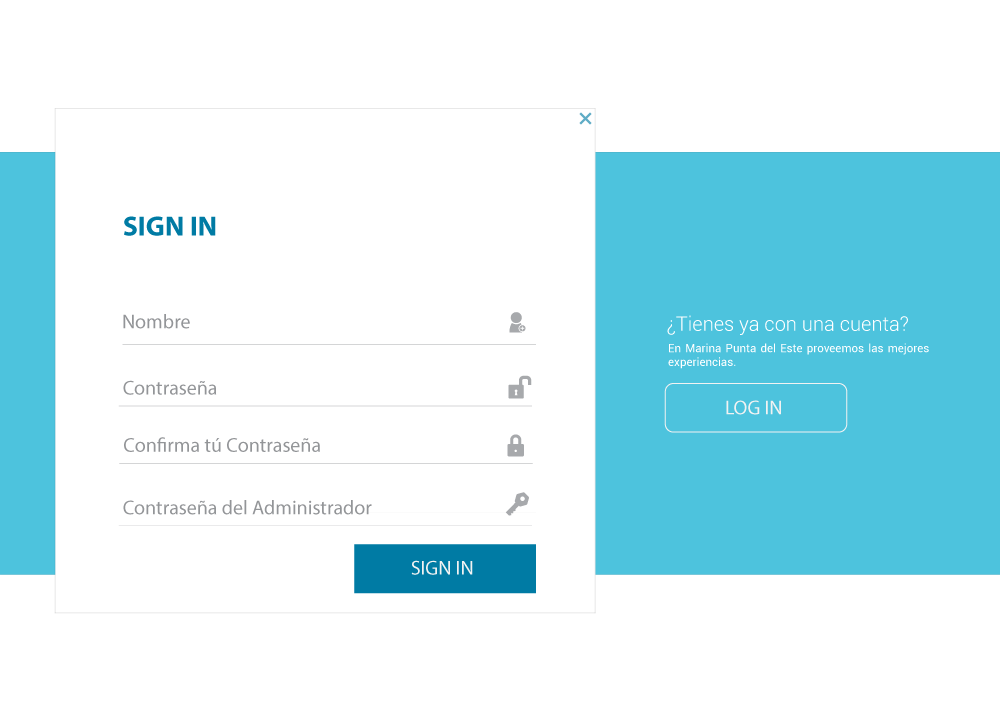 SIGN IN
Nombre
Contraseña
Confirma tú Contraseña
Contraseña del Administrador
SIGN IN
¿Tienes ya con una cuenta?
En Marina Punta del Este proveemos las mejores
experiencias.
LOG IN